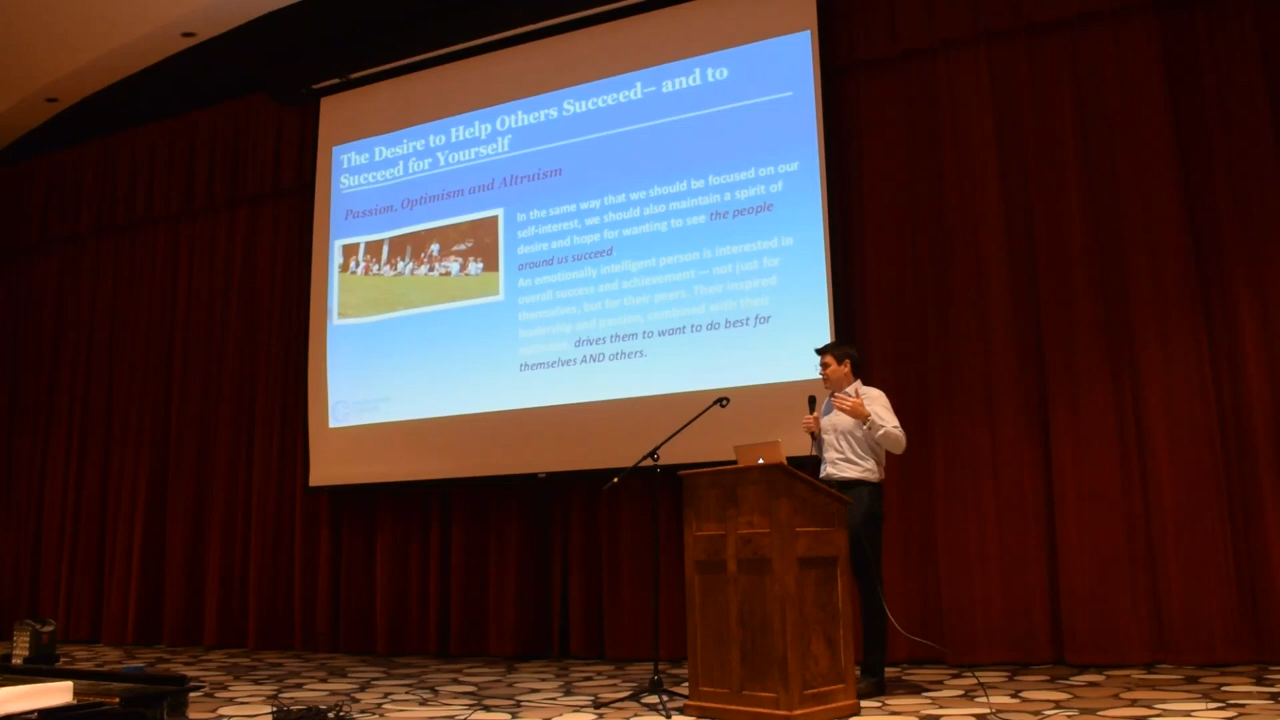 The Desire to Help Others Succeed– and to
Succeed for Yourself
Passion, Optimism and Altruism
In the same way that we should be focused on our
self-interest, we should also maintain a spirit of
desire and hope for wanting to see the people
around us succeed
An emotionally intelligent person is interested in
overall success and achievement — not just for
themselves, but for their peers. Their inspired
leadership and passion, combined with their
drives them to want to do best for
themselves AND others.